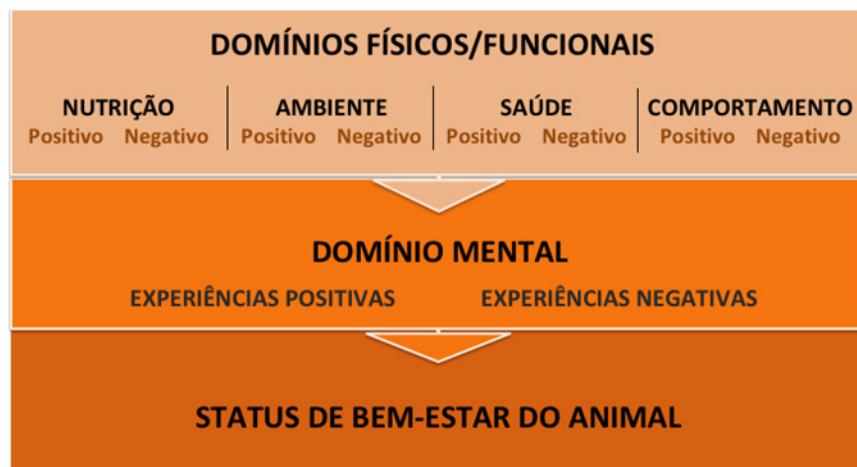 DOMÍNIOS FÍSICOS/FUNCIONAIS
NUTRIÇÃO AMBIENTE SAÚDE COMPORTAMENTO
Positivo Negativo Positivo Negativo Positivo Negativo Positivo Negativo
DOMÍNIO MENTAL
EXPERIÊNCIAS POSITIVAS EXPERIÊNCIAS NEGATIVAS
STATUS DE BEM-ESTAR DO ANIMAL